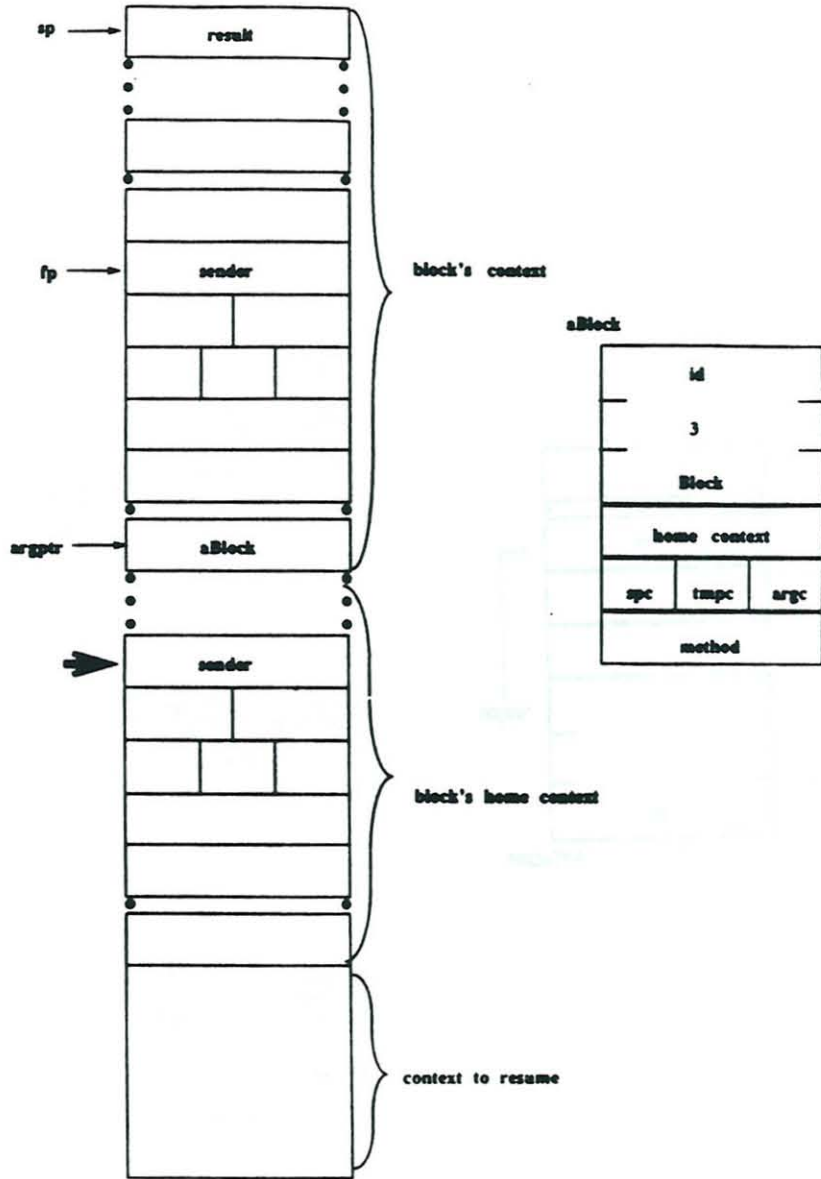 sp
result
fp
sender
block's context
aBlock
id
3
Block
home context
spc tmpc argc
method
argptr
aBlock
sender
block's home context
context to resume